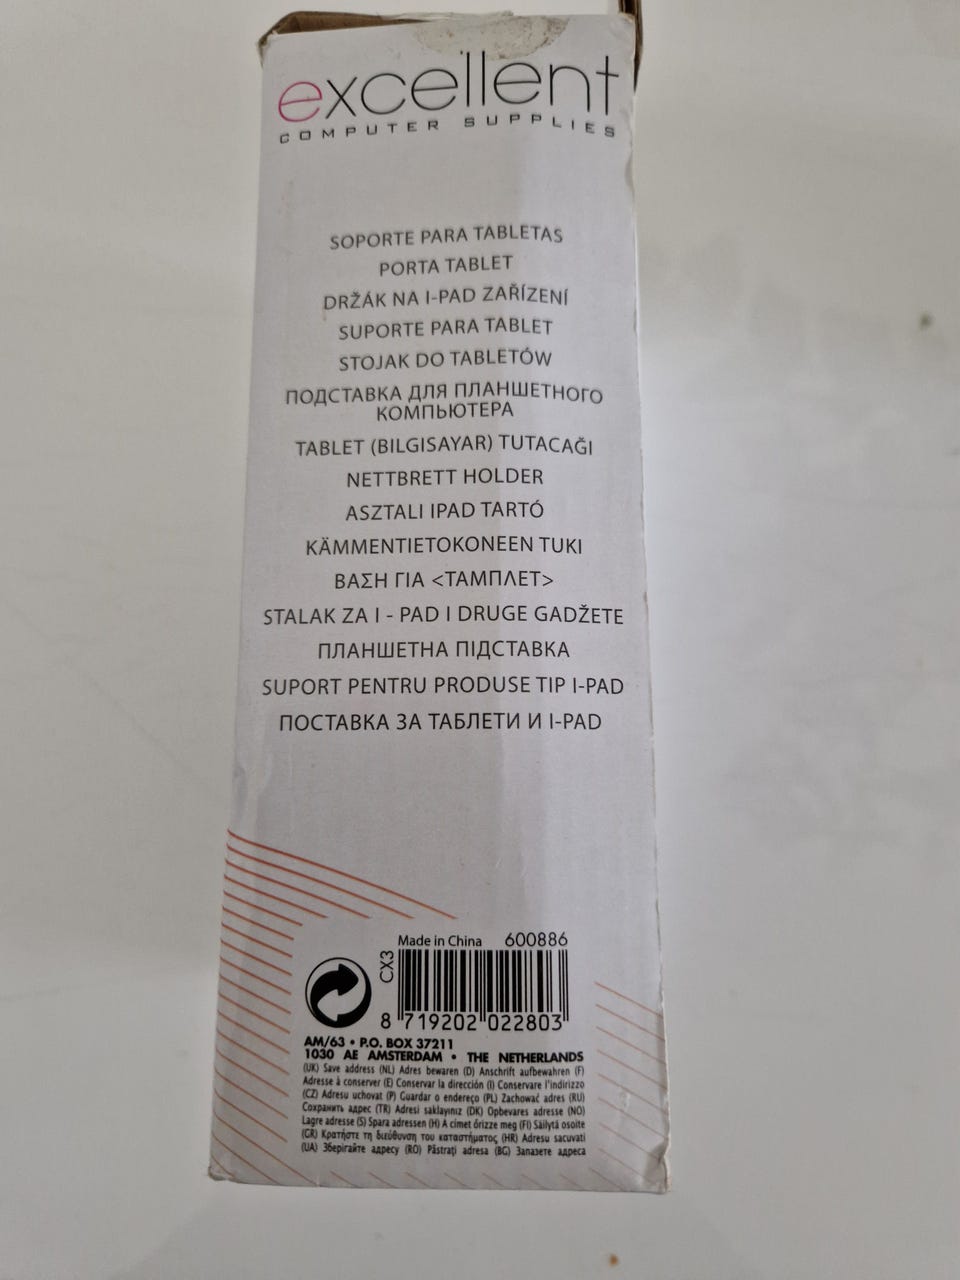 excellent
COMPUTER SUPPLIES
SOPORTE PARA TABLETAS
PORTA TABLET
DRŽÁK NA I-PAD ZAŘÍZENÍ
SUPORTE PARA TABLET
STOJAK DO TABLETÓW
ПОДСТАВКА ДЛЯ ПЛАНШЕТНОГО
КОМПЬЮТЕРА
TABLET (BILGISAYAR) TUTACAĞI
NETTBRETT HOLDER
ASZTALI IPAD TARTÓ
KÄMMENTIETOKONEEN TUKI
ΒΑΣΗ ΓΙΑ <ΤΑΜΠΛΕΤ>
STALAK ZA I - PAD I DRUGE GADŽETE
ПЛАНШЕТНА ПІДСТАВКА
SUPORT PENTRU PRODUSE TIP I-PAD
ПОСТАВКА ЗА ТАБЛЕТИ И I-PAD
Made in China 600886
CX3
8 719202 022803
AM/63 • P.O. BOX 37211
1030 AE AMSTERDAM • THE NETHERLANDS
(UK) Save address (NL) Adres bewaren (D) Anschrift aufbewahren (F)
Adresse à conserver (E) Conservar la dirección (I) Conservare l'indirizzo
(CZ) Adresu uchovat (P) Guardar o endereço (PL) Zachować adres (RU)
Сохранить адрес (TR) Adresi saklayiniz (DK) Opbevares adresse (NO)
Lagre adresse (S) Spara adressen (H) A címet őrizze meg (FI) Säilytä osoite
(GR) Κρατήστε τη διεύθυνση του καταστήματος (HR) Adresu sacuvati
(UA) Зберігайте адресу (RO) Păstrați adresa (BG) Запазете адреса